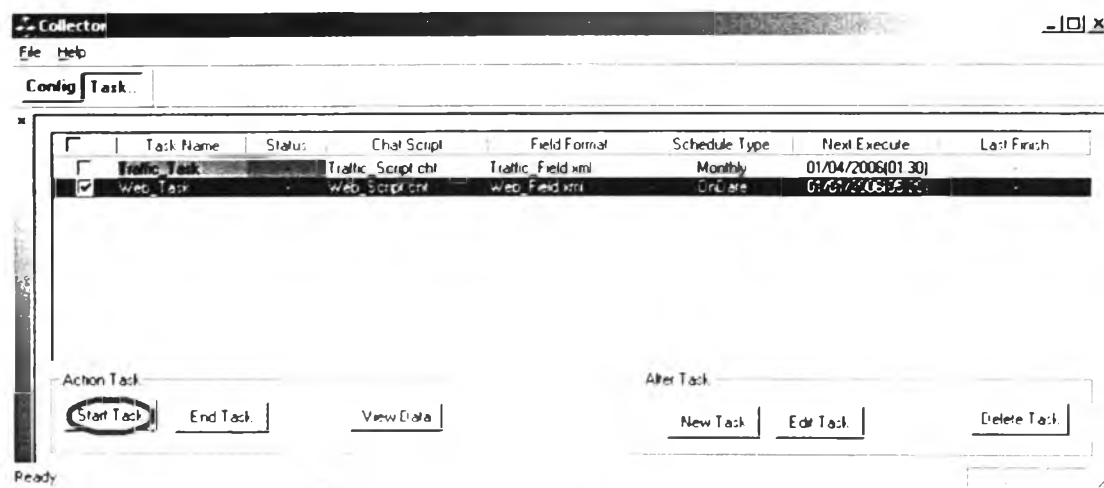 Collector
File Help
Config Task..
Task Name Status Chat Script Field Format Schedule Type Next Execute Last Finish
Traffic_Task - Traffic_Script.cht Traffic_Field.xml Monthly 01/04/2006(01:30) -
Web_Task - Web_Script.cht Web_Field.xml OnDate -
Action Task Alter Task
Start Task End Task View Data New Task Edit Task Delete Task
Ready